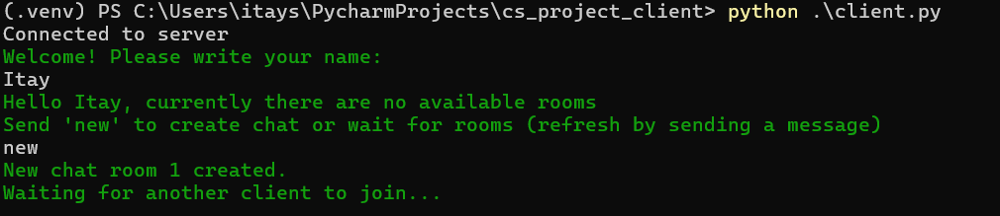 (.venv) PS C:\Users\itays\PycharmProjects\cs_project_client> python .\client.py
Connected to server
Welcome! Please write your name:
Itay
Hello Itay, currently there are no available rooms
Send 'new' to create chat or wait for rooms (refresh by sending a message)
new
New chat room 1 created.
Waiting for another client to join...